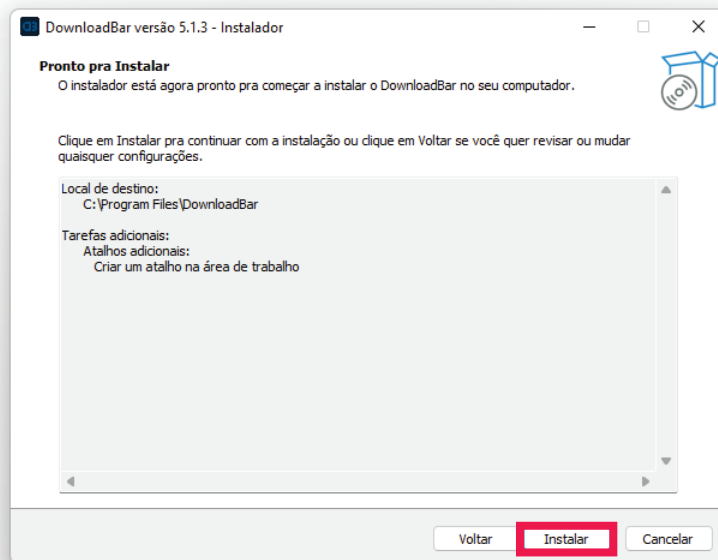 DownloadBar versão 5.1.3 - Instalador
Pronto pra Instalar
O instalador está agora pronto pra começar a instalar o DownloadBar no seu computador.
Clique em Instalar pra continuar com a instalação ou clique em Voltar se você quer revisar ou mudar
quaisquer configurações.
Local de destino:
C:\Program Files\DownloadBar
Tarefas adicionais:
Atalhos adicionais:
Criar um atalho na área de trabalho
Voltar
Instalar
Cancelar